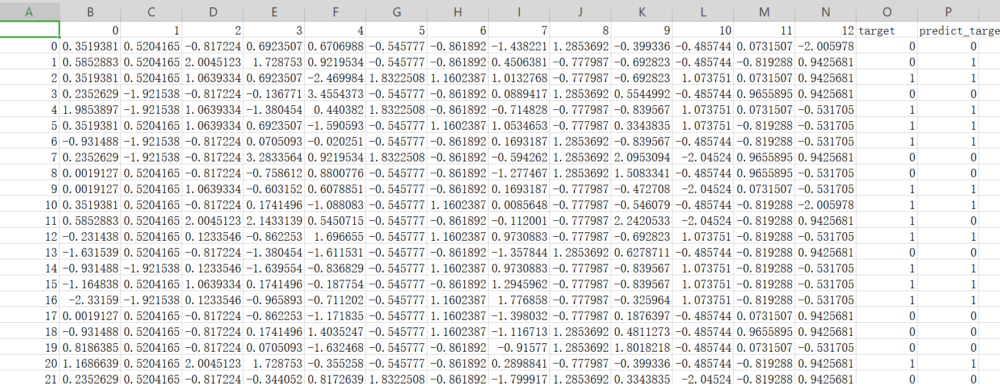 A B C D E F G H I J K L M N O P
0 1 2 3 4 5 6 7 8 9 10 11 12 target predict_targe
0 0.3519381 0.5204165 -0.817224 0.6923507 0.6706988 -0.545777 -0.861892 -1.438221 1.2853692 -0.399336 -0.485744 0.0731507 -2.005978 0 0
1 0.5852883 0.5204165 2.0045123 1.728753 0.9219534 -0.545777 -0.861892 0.4506381 -0.777987 -0.692823 -0.485744 -0.819288 0.9425681 0 1
2 0.3519381 0.5204165 1.0639334 0.6923507 -2.469984 1.8322508 1.1602387 1.0132768 -0.777987 -0.692823 1.073751 0.0731507 0.9425681 1 1
3 0.2352629 -1.921538 -0.817224 -0.136771 3.4554373 -0.545777 -0.861892 0.0889417 1.2853692 0.5544992 -0.485744 0.9655895 0.9425681 0 0
4 1.9853897 -1.921538 1.0639334 -1.380454 0.440382 1.8322508 -0.861892 -0.714828 -0.777987 -0.839567 1.073751 0.0731507 -0.531705 1 1
5 0.3519381 0.5204165 1.0639334 0.6923507 -1.590593 -0.545777 1.1602387 1.0534653 -0.777987 0.3343835 1.073751 -0.819288 -0.531705 1 1
6 -0.931488 -1.921538 -0.817224 0.0705093 -0.020251 -0.545777 -0.861892 0.1693187 1.2853692 -0.839567 -0.485744 -0.819288 -0.531705 1 1
7 0.2352629 -1.921538 -0.817224 3.2833564 0.9219534 1.8322508 -0.861892 -0.594262 1.2853692 2.0953094 -2.04524 0.9655895 0.9425681 0 0
8 0.0019127 0.5204165 -0.817224 -0.758612 0.8800776 -0.545777 -0.861892 -1.277467 1.2853692 1.5083341 -0.485744 0.9655895 -0.531705 0 0
9 0.0019127 0.5204165 1.0639334 -0.603152 0.6078851 -0.545777 -0.861892 0.1693187 -0.777987 -0.472708 -2.04524 0.0731507 -0.531705 1 1
10 0.3519381 0.5204165 -0.817224 0.1741496 -1.088083 -0.545777 1.1602387 0.0085648 -0.777987 -0.546079 -0.485744 -0.819288 -2.005978 1 1
11 0.5852883 0.5204165 2.0045123 2.1433139 0.5450715 -0.545777 -0.861892 -0.112001 -0.777987 2.2420533 -2.04524 -0.819288 0.9425681 1 0
12 -0.231438 0.5204165 0.1233546 -0.862253 1.696655 -0.545777 1.1602387 0.9730883 -0.777987 -0.692823 1.073751 -0.819288 -0.531705 1 1
13 -1.631539 0.5204165 -0.817224 -1.380454 -1.611531 -0.545777 -0.861892 -1.357844 1.2853692 0.6278711 -0.485744 -0.819288 0.9425681 0 0
14 -0.931488 -1.921538 0.1233546 -1.639554 -0.836829 -0.545777 1.1602387 0.9730883 -0.777987 -0.839567 1.073751 -0.819288 -0.531705 1 1
15 -1.164838 0.5204165 1.0639334 0.1741496 -0.187754 -0.545777 -0.861892 1.2945962 -0.777987 -0.839567 1.073751 -0.819288 -0.531705 1 1
16 -2.33159 -1.921538 0.1233546 -0.965893 -0.711202 -0.545777 1.1602387 1.776858 -0.777987 -0.325964 1.073751 -0.819288 -0.531705 1 1
17 0.0019127 0.5204165 -0.817224 -0.862253 -1.171835 -0.545777 1.1602387 -1.398032 -0.777987 0.1876397 -0.485744 0.0731507 0.9425681 0 0
18 -0.931488 0.5204165 -0.817224 0.1741496 1.4035247 -0.545777 1.1602387 -1.116713 1.2853692 0.4811273 -0.485744 0.9655895 0.9425681 0 0
19 0.8186385 0.5204165 -0.817224 0.0705093 -1.632468 -0.545777 -0.861892 -0.91577 1.2853692 1.8018218 -0.485744 0.0731507 -0.531705 0 0
20 1.1686639 0.5204165 2.0045123 1.728753 -0.355258 -0.545777 -0.861892 0.2898841 -0.777987 -0.399336 -0.485744 -0.819288 0.9425681 1 1
21 0.2352629 0.5204165 -0.817224 -0.344052 0.8172639 1.8322508 -0.861892 -1.799917 1.2853692 0.3343835 -2.04524 -0.819288 0.9425681 0 0